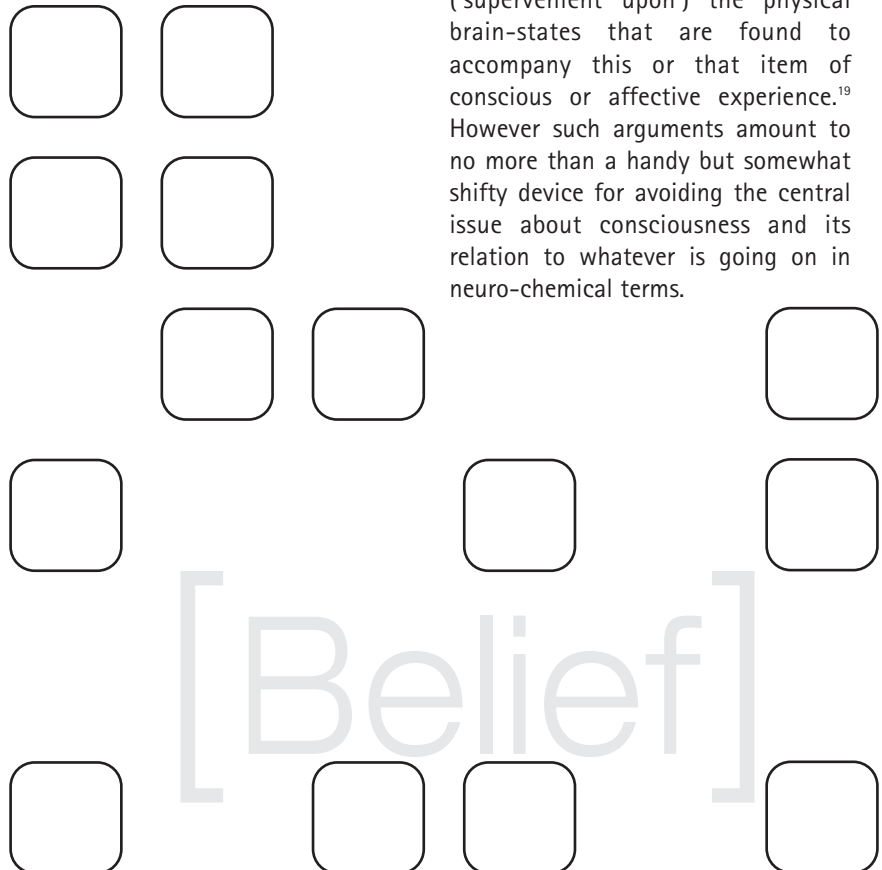 ('supervenient upon') the physical
brain-states that are found to
accompany this or that item of
conscious or affective experience.19
However such arguments amount to
no more than a handy but somewhat
shifty device for avoiding the central
issue about consciousness and its
relation to whatever is going on in
neuro-chemical terms.
[Belief]